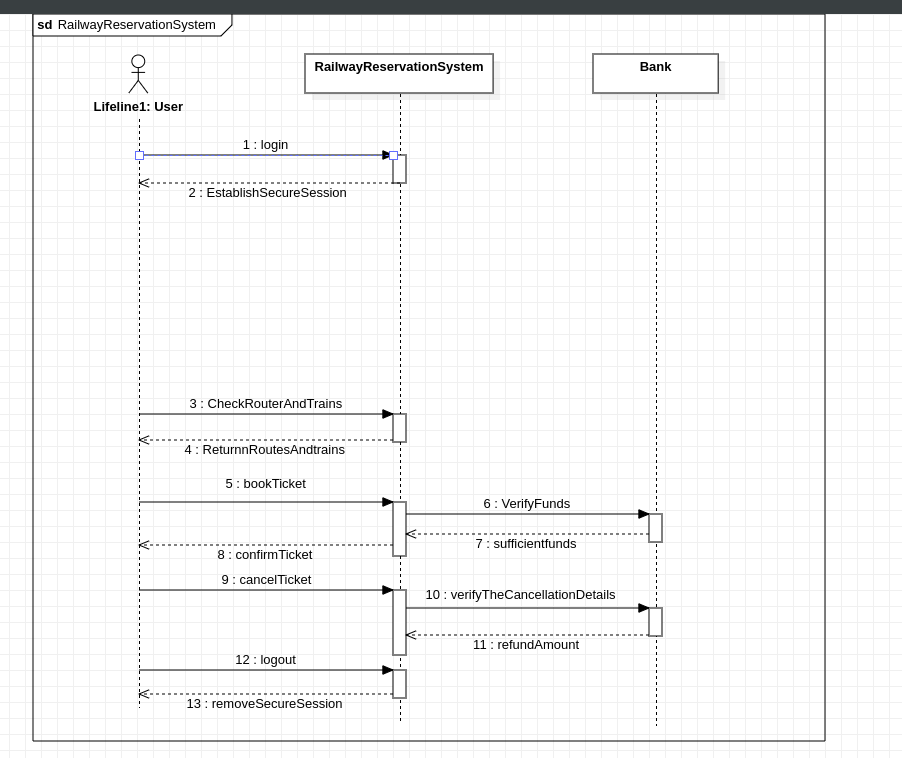 sd RailwayReservationSystem
RailwayReservationSystem
Bank
Lifeline1: User
1 : login
2 : EstablishSecureSession
3 : CheckRouterAndTrains
4 : ReturnnRoutesAndtrains
5 : bookTicket
6 : VerifyFunds
7 : sufficientfunds
8 : confirmTicket
9 : cancelTicket
10 : verifyTheCancellationDetails
11 : refundAmount
12 : logout
13 : removeSecureSession